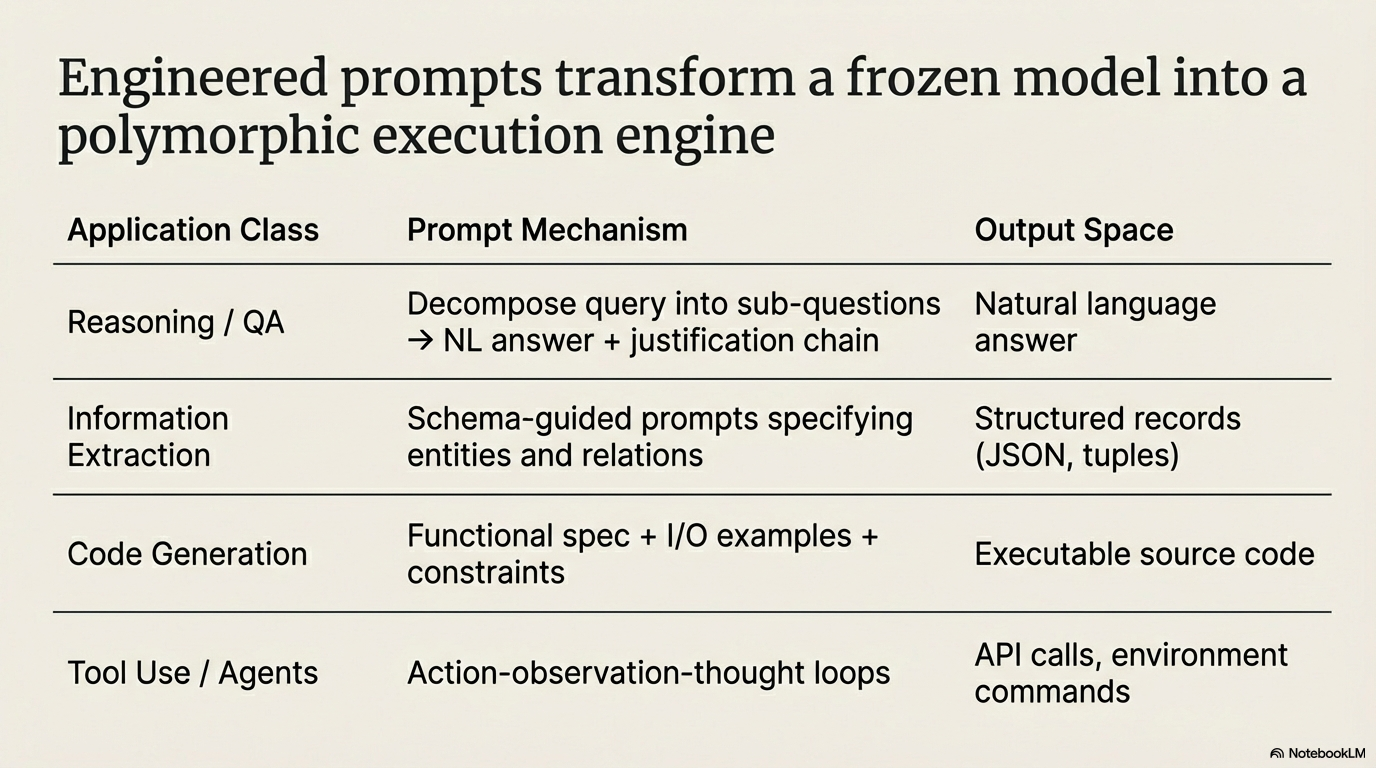 Engineered prompts transform a frozen model into a
polymorphic execution engine
Application Class
Prompt Mechanism
Output Space
Reasoning / QA
Decompose query into sub-questions
→ NL answer + justification chain
Natural language
answer
Information
Extraction
Schema-guided prompts specifying
entities and relations
Structured records
(JSON, tuples)
Code Generation
Functional spec + I/O examples +
constraints
Executable source code
Tool Use / Agents
Action-observation-thought loops
API calls, environment
commands
NotebookLM